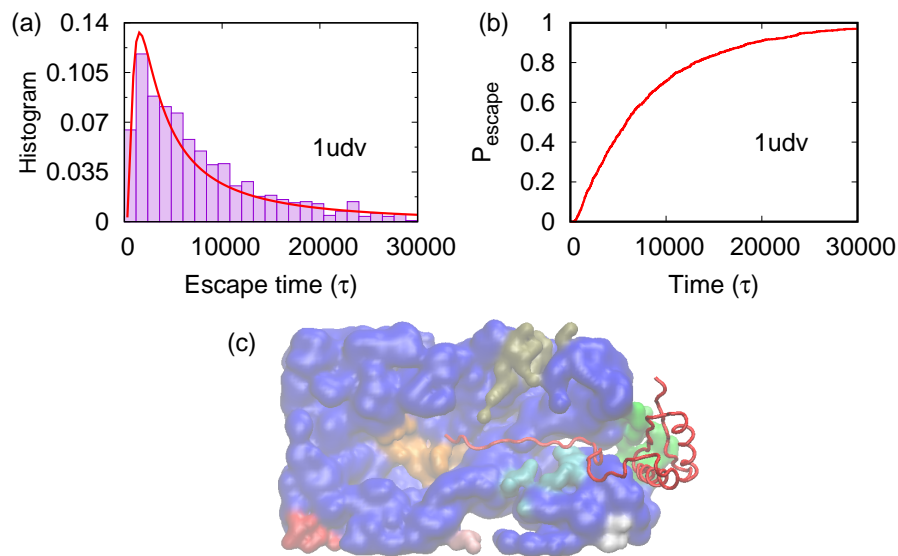 (a)
0.14
0.105
0.07
0.035
0
Histogram
1udv
0 10000 20000 30000
Escape time (τ)
(b)
1
0.8
0.6
0.4
0.2
0
P_escape
1udv
0 10000 20000 30000
Time (τ)
(c)